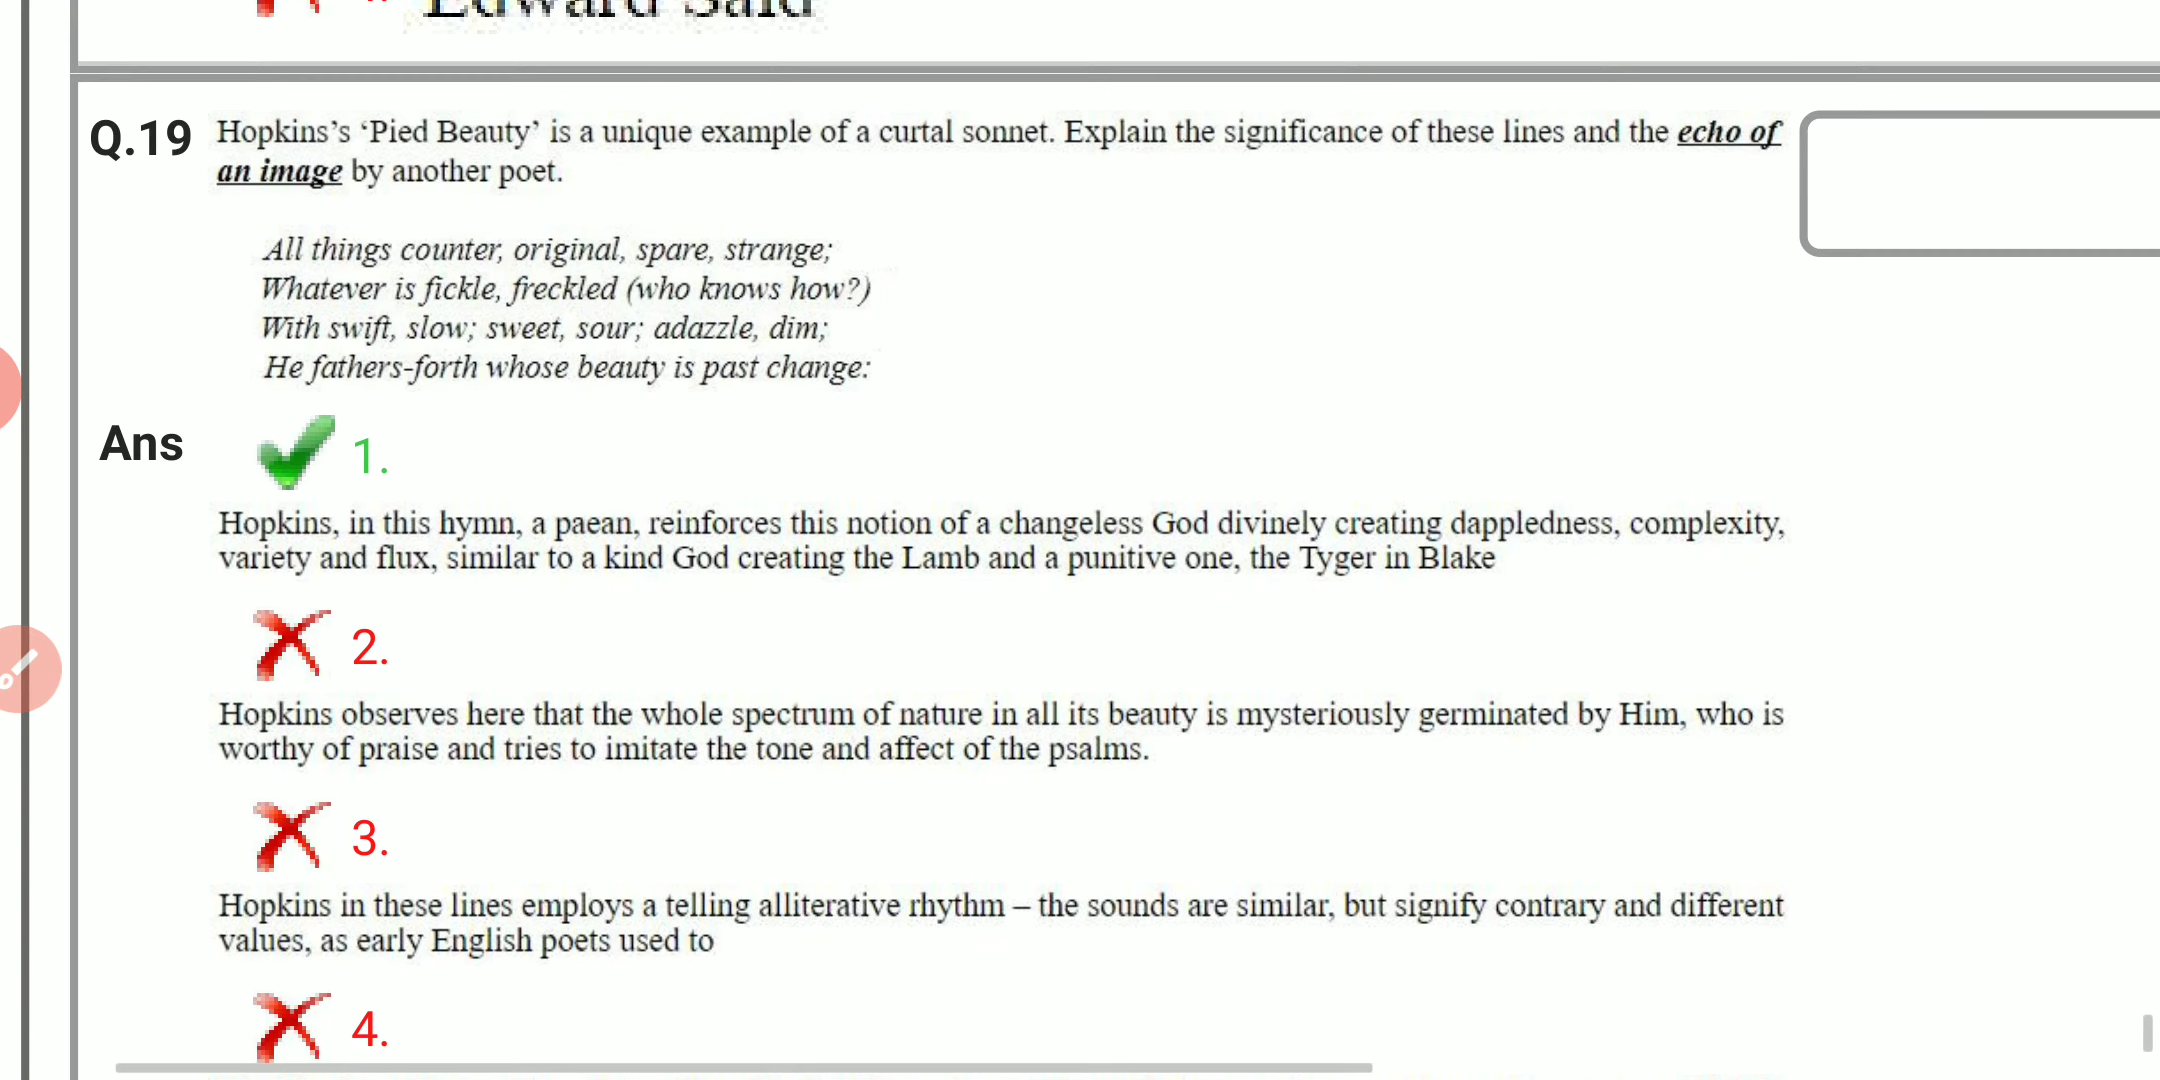 Edward Said
Q.19 Hopkins’s ‘Pied Beauty’ is a unique example of a curtal sonnet. Explain the significance of these lines and the echo of
an image by another poet.
All things counter, original, spare, strange;
Whatever is fickle, freckled (who knows how?)
With swift, slow; sweet, sour; adazzle, dim;
He fathers-forth whose beauty is past change:
Ans 1.
Hopkins, in this hymn, a paean, reinforces this notion of a changeless God divinely creating dappledness, complexity,
variety and flux, similar to a kind God creating the Lamb and a punitive one, the Tyger in Blake
2.
Hopkins observes here that the whole spectrum of nature in all its beauty is mysteriously germinated by Him, who is
worthy of praise and tries to imitate the tone and affect of the psalms.
3.
Hopkins in these lines employs a telling alliterative rhythm – the sounds are similar, but signify contrary and different
values, as early English poets used to
4.